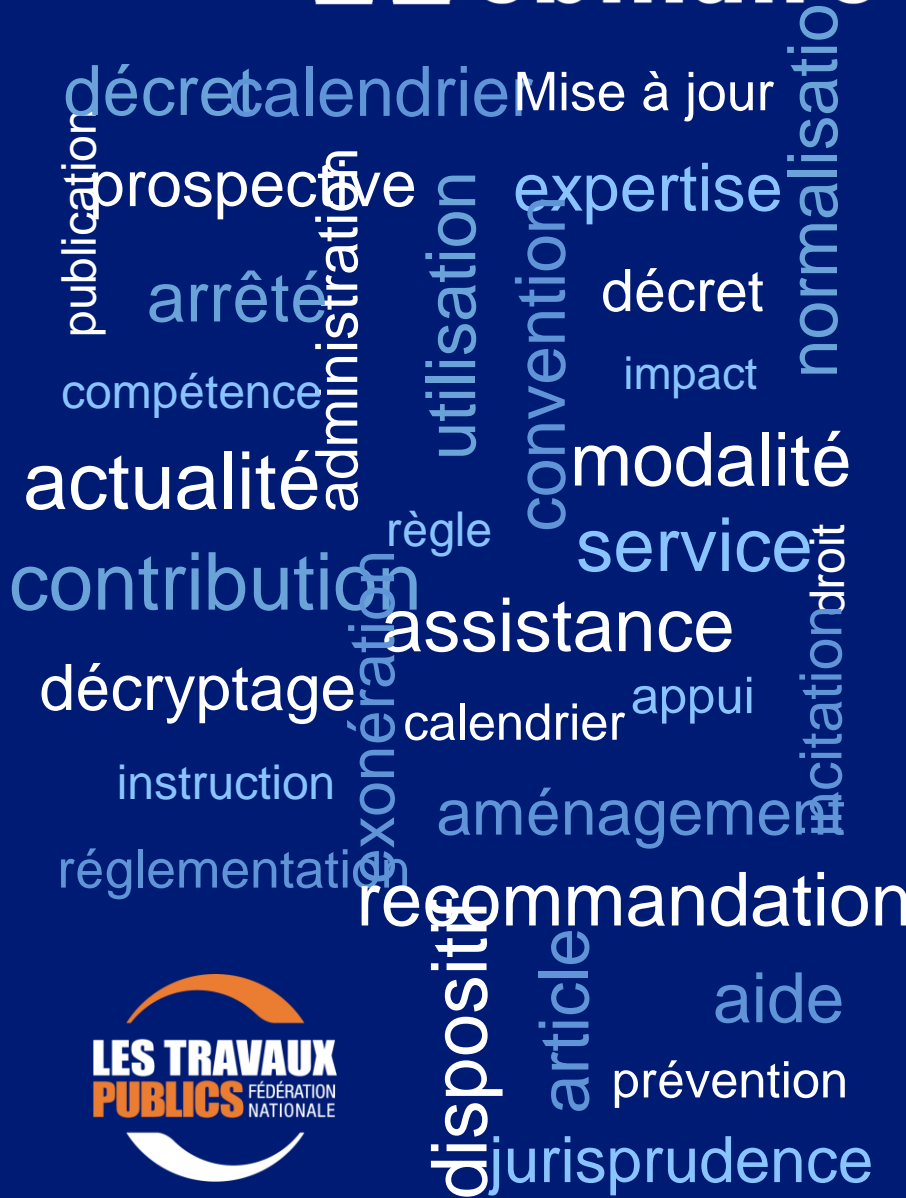 décret
calendrier
Mise à jour
publication
prospective
administration
utilisation
expertise
convention
arrêté
décret
compétence
impact
actualité
modalité
règle
service
droit
contribution
exonération
assistance
incitation
décryptage
appui
calendrier
instruction
aménagement
réglementation
recommandation
article
aide
LES TRAVAUX
PUBLICS FÉDÉRATION
NATIONALE
prévention
jurisprudence